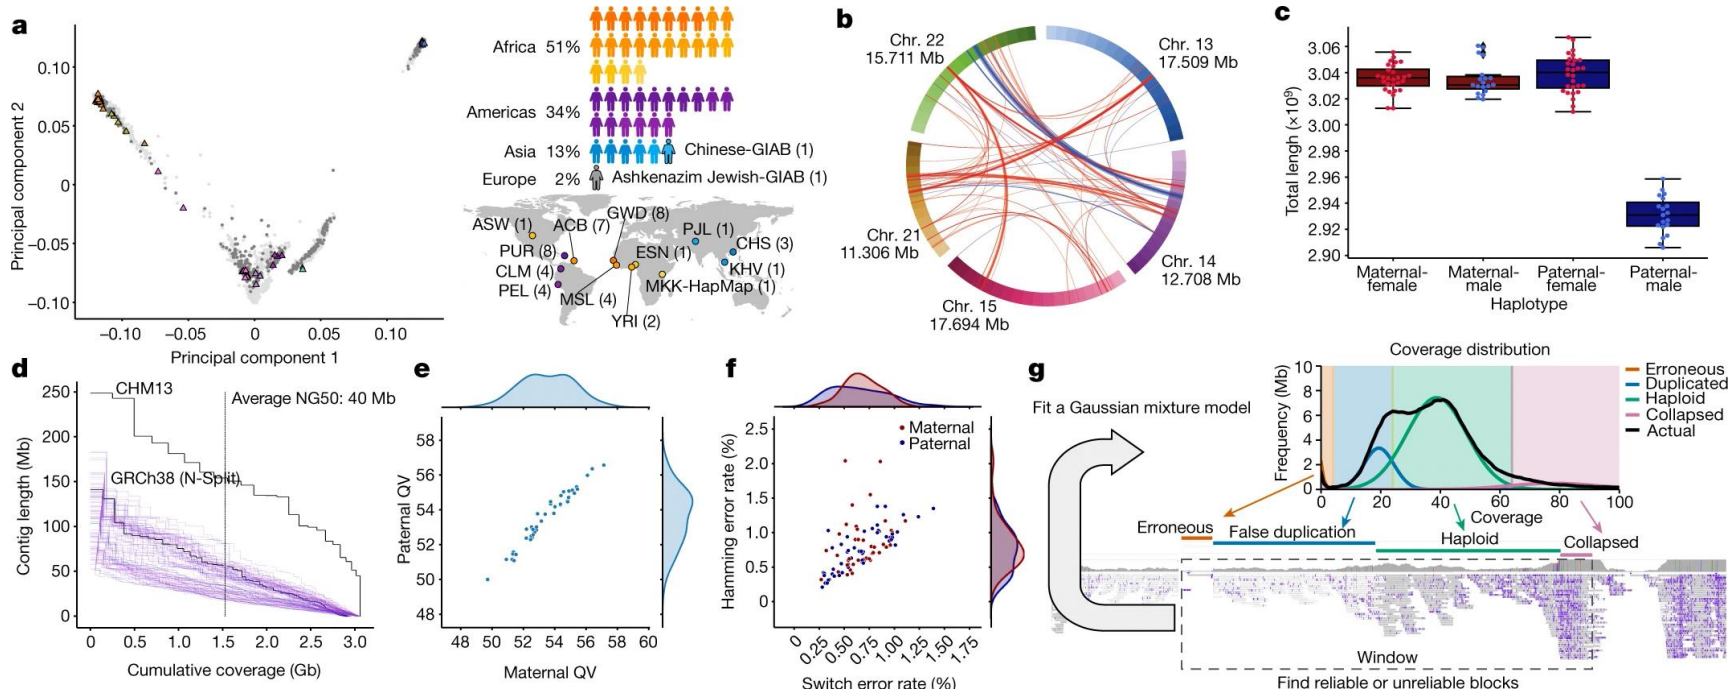 a
Principal component 2
0.10
0.05
0
−0.05
−0.10
−0.10
−0.05
0
0.05
0.10
Principal component 1
Africa 51%
Americas 34%
Asia 13%
Chinese-GIAB (1)
Europe 2%
Ashkenazim Jewish-GIAB (1)
ASW (1)
ACB (7)
GWD (8)
PJL (1)
PUR (8)
ESN (1)
CHS (3)
CLM (4)
KHV (1)
PEL (4)
MSL (4)
MKK-HapMap (1)
YRI (2)
b
Chr. 22
15.711 Mb
Chr. 13
17.509 Mb
Chr. 21
11.306 Mb
Chr. 14
12.708 Mb
Chr. 15
17.694 Mb
c
Total lengh (×10⁹)
3.06
3.04
3.02
3.00
2.98
2.96
2.94
2.92
2.90
Maternal-
female
Maternal-
male
Paternal-
female
Paternal-
male
Haplotype
d
Contig length (Mb)
250
200
150
100
50
0
CHM13
Average NG50: 40 Mb
GRCh38 (N-Split)
0
0.5
1.0
1.5
2.0
2.5
3.0
Cumulative coverage (Gb)
e
Paternal QV
58
56
54
52
50
48
48
50
52
54
56
58
60
Maternal QV
f
Hamming error rate (%)
2.5
2.0
1.5
1.0
0.5
0
Maternal
Paternal
0
0.25
0.50
0.75
1.00
1.25
1.50
1.75
Switch error rate (%)
g
Fit a Gaussian mixture model
Coverage distribution
Frequency (Mb)
10
8
6
4
2
0
0
20
40
60
80
100
Coverage
Erroneous
Duplicated
Haploid
Collapsed
Actual
Erroneous
False duplication
Haploid
Collapsed
Window
Find reliable or unreliable blocks